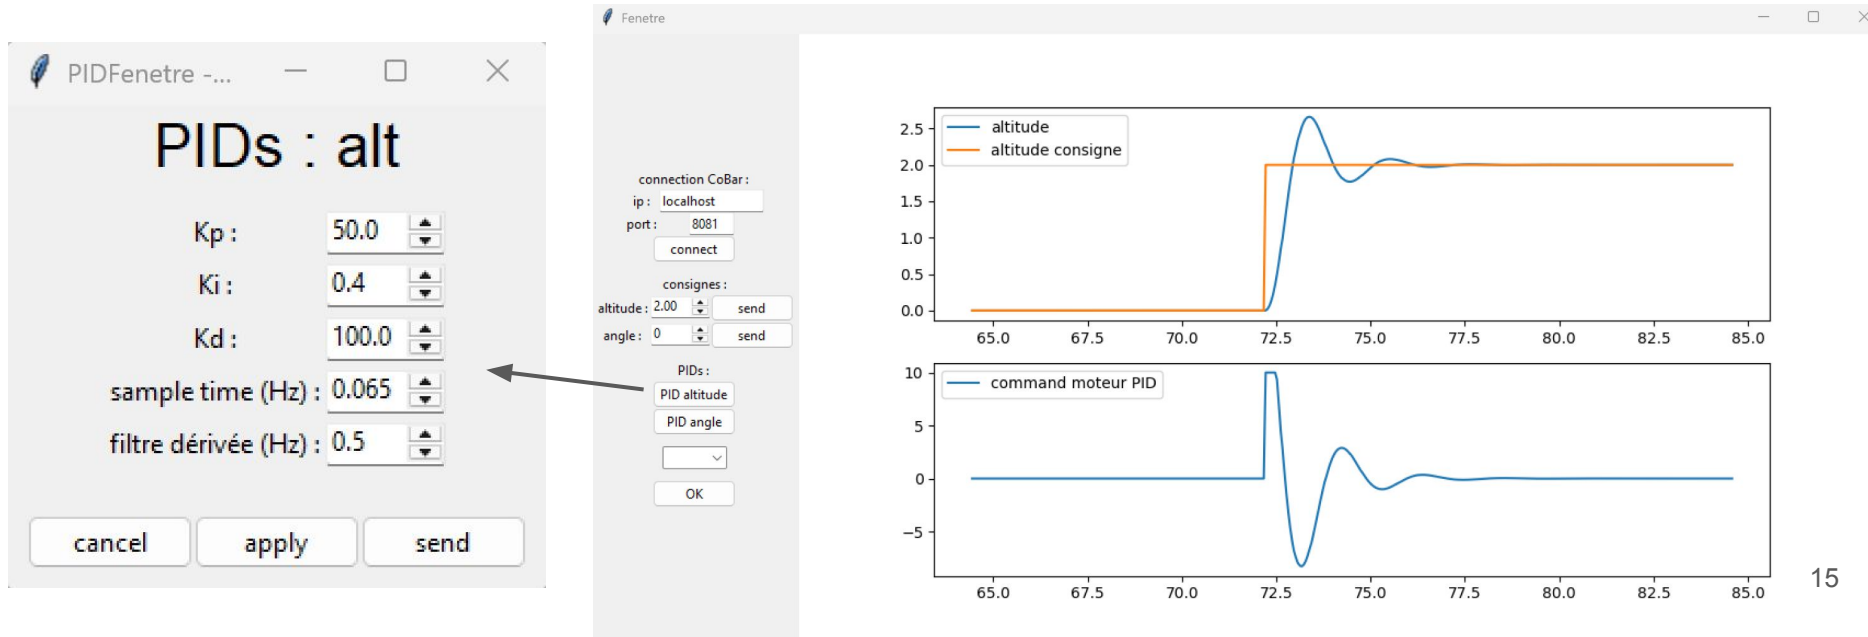 PIDFenetre -...
PIDs : alt
Kp : 50.0
Ki : 0.4
Kd : 100.0
sample time (Hz) : 0.065
filtre dérivée (Hz) : 0.5
cancel apply send
Fenetre
connection CoBar :
ip : localhost
port : 8081
connect
consignes :
altitude : 2.00 send
angle : 0 send
PIDs :
PID altitude
PID angle
OK
altitude
altitude consigne
2.5
2.0
1.5
1.0
0.5
0.0
65.0 67.5 70.0 72.5 75.0 77.5 80.0 82.5 85.0
command moteur PID
10
5
0
−5
65.0 67.5 70.0 72.5 75.0 77.5 80.0 82.5 85.0
15